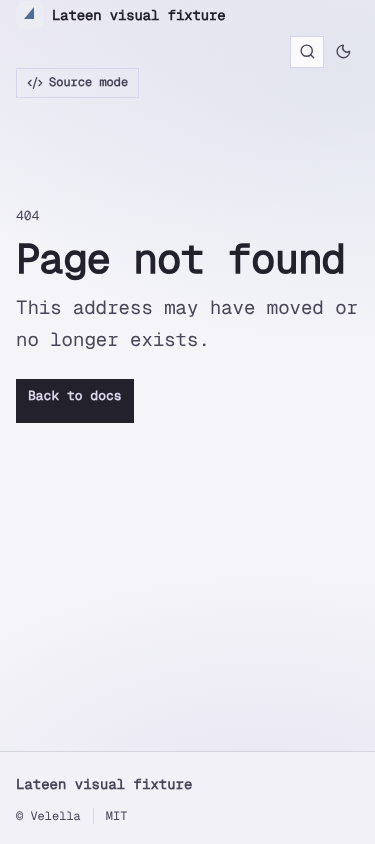 Lateen visual fixture
Source mode
404
Page not found
This address may have moved or
no longer exists.
Back to docs
Lateen visual fixture
© Velella MIT